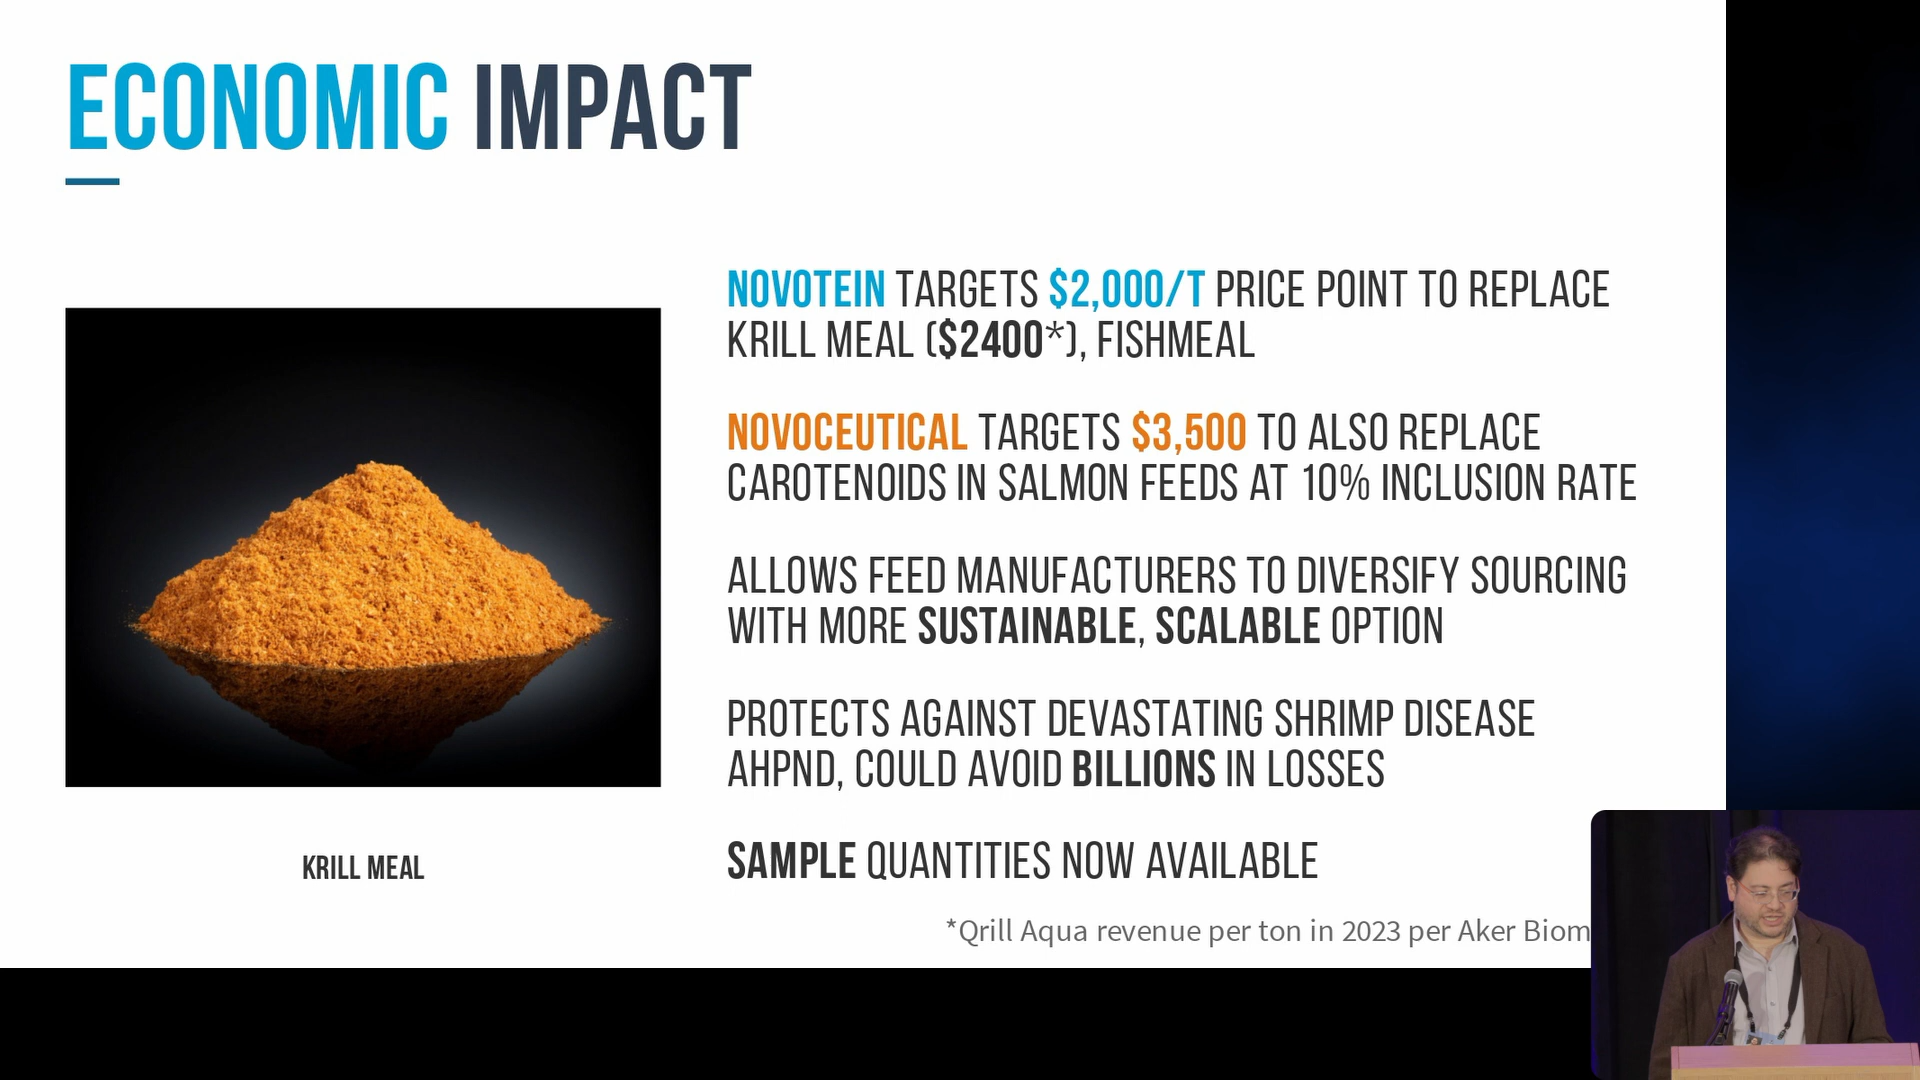 ECONOMIC IMPACT
NOVOTEIN TARGETS $2,000/T PRICE POINT TO REPLACE
KRILL MEAL ($2400*), FISHMEAL
NOVOCEUTICAL TARGETS $3,500 TO ALSO REPLACE
CAROTENOIDS IN SALMON FEEDS AT 10% INCLUSION RATE
ALLOWS FEED MANUFACTURERS TO DIVERSIFY SOURCING
WITH MORE SUSTAINABLE, SCALABLE OPTION
PROTECTS AGAINST DEVASTATING SHRIMP DISEASE
AHPND, COULD AVOID BILLIONS IN LOSSES
SAMPLE QUANTITIES NOW AVAILABLE
KRILL MEAL
*Qrill Aqua revenue per ton in 2023 per Aker Biom